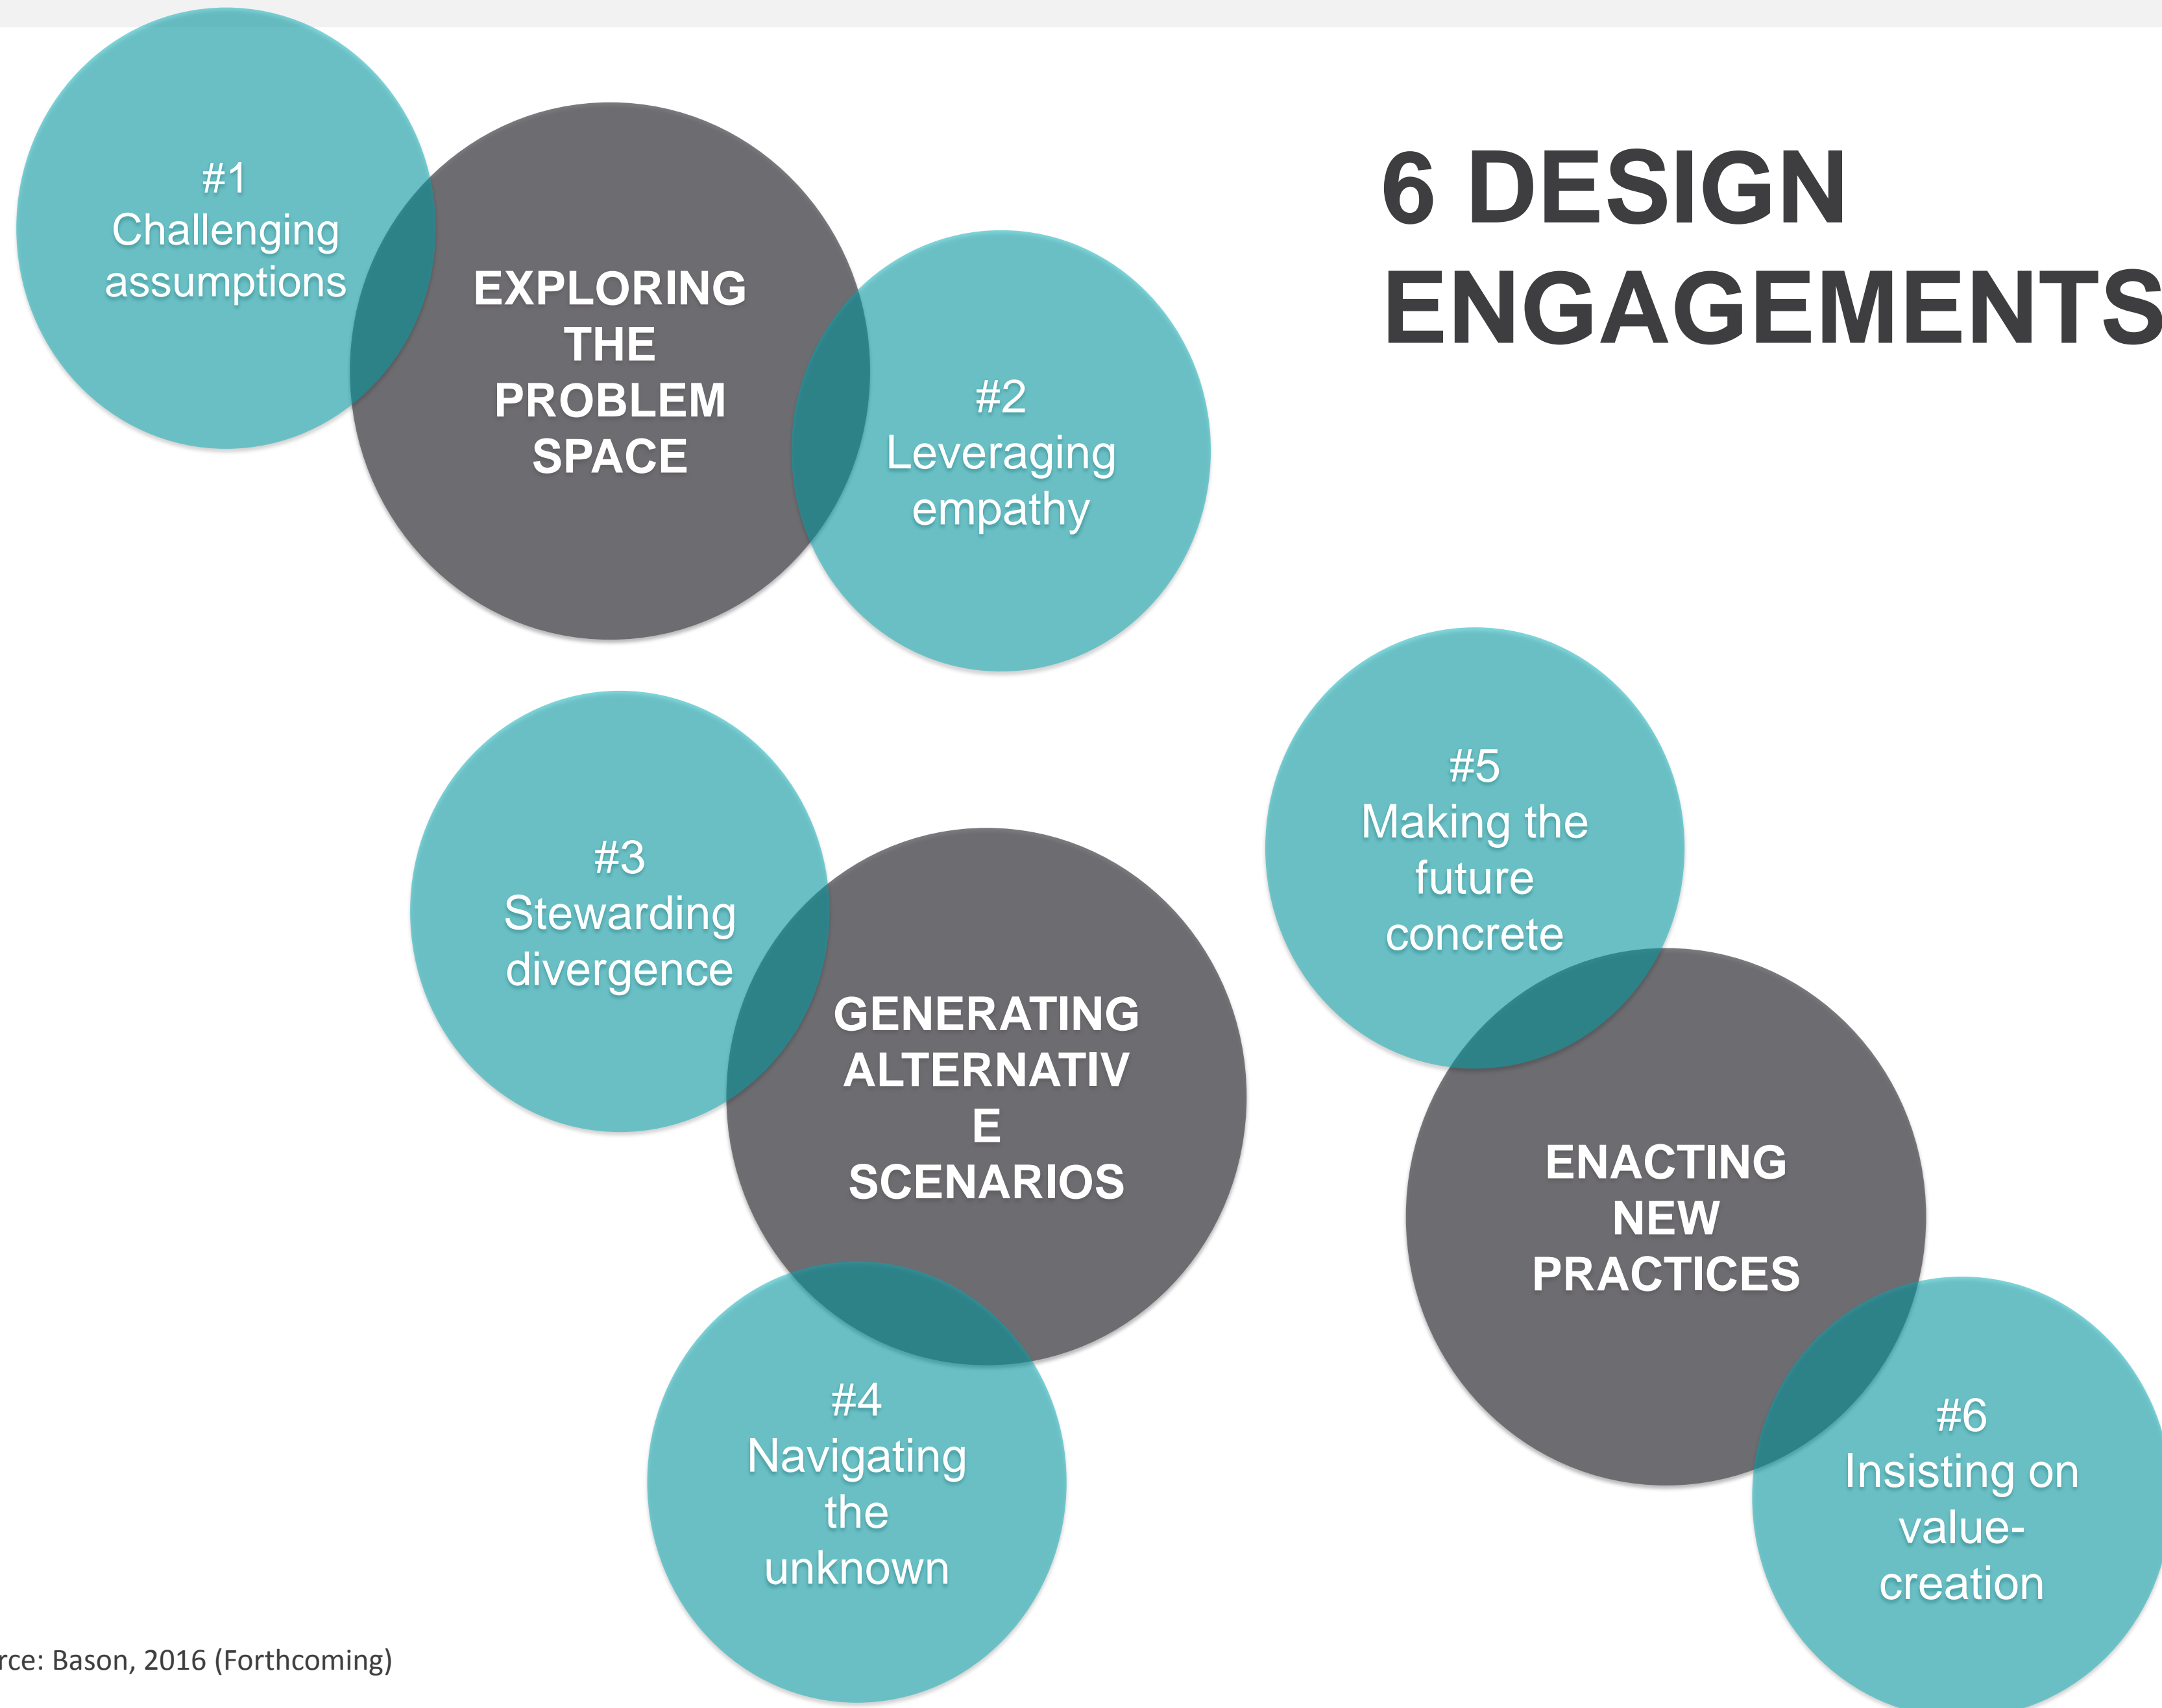 6 DESIGN
ENGAGEMENTS
#1
Challenging
assumptions
EXPLORING
THE
PROBLEM
SPACE
#2
Leveraging
empathy
#3
Stewarding
divergence
GENERATING
ALTERNATIV
E
SCENARIOS
#4
Navigating
the
unknown
#5
Making the
future
concrete
ENACTING
NEW
PRACTICES
#6
Insisting on
value-
creation
rce: Bason, 2016 (Forthcoming)